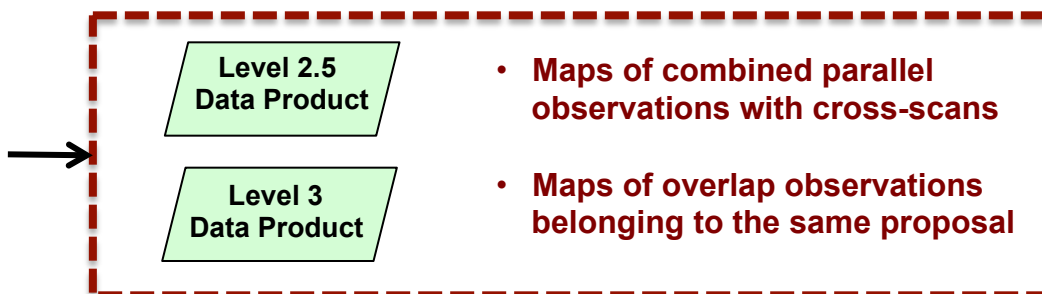 Level 2.5
Data Product
• Maps of combined parallel
observations with cross-scans
Level 3
Data Product
• Maps of overlap observations
belonging to the same proposal